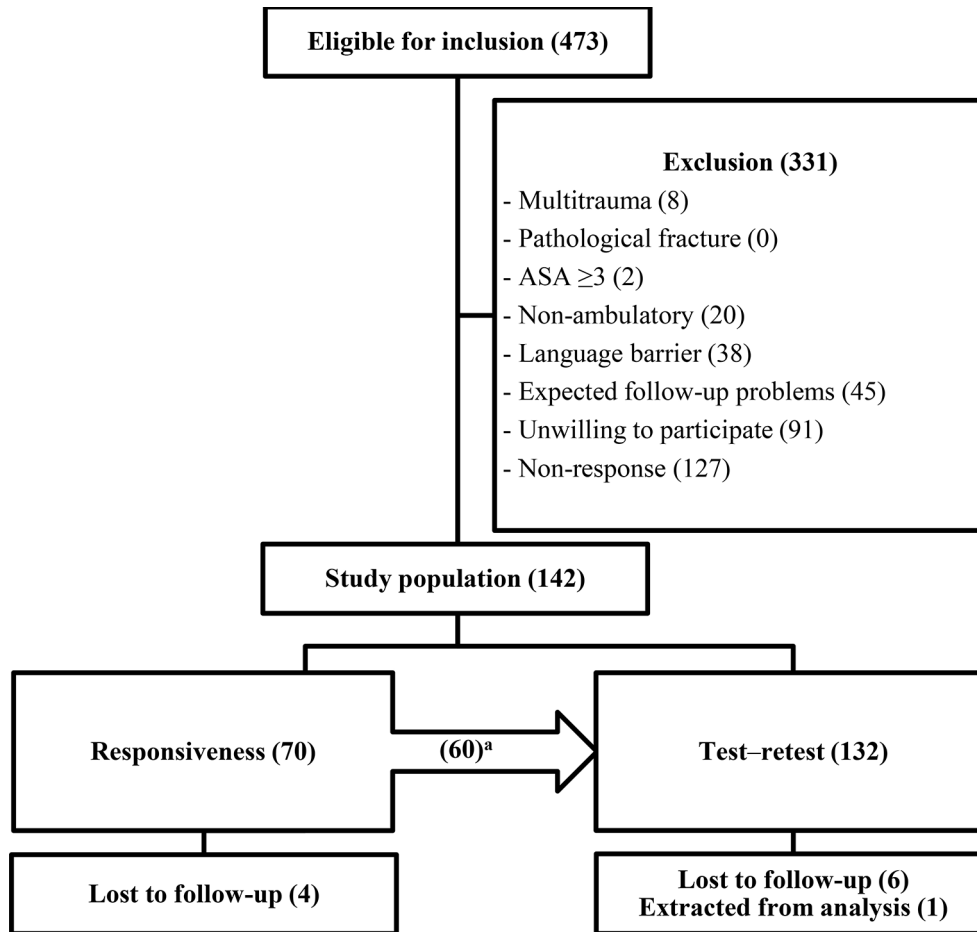 Eligible for inclusion (473)
Exclusion (331)
- Multitrauma (8)
- Pathological fracture (0)
- ASA ≥3 (2)
- Non-ambulatory (20)
- Language barrier (38)
- Expected follow-up problems (45)
- Unwilling to participate (91)
- Non-response (127)
Study population (142)
Responsiveness (70)
(60)ª
Test–retest (132)
Lost to follow-up (4)
Lost to follow-up (6)
Extracted from analysis (1)